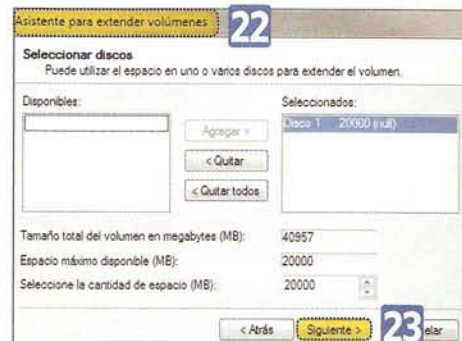 Asistente para extender volúmenes
22
Seleccionar discos
Puede utilizar el espacio en uno o varios discos para extender el volumen.
Disponibles:
Seleccionados:
Agregar >
Disco 1 20000 (null)
< Quitar
< Quitar todos
Tamaño total del volumen en megabytes (MB): 40957
Espacio máximo disponible (MB): 20000
Seleccione la cantidad de espacio (MB): 20000
< Atrás Siguiente > 23 elar